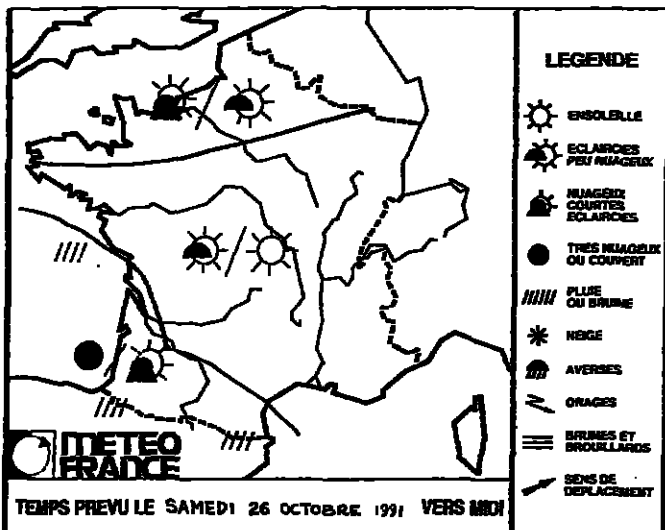 LEGENDE
ENSOLEILLE
ECLAIRCIES
PEU NUAGEUX
NUAGEUX
COURTES
ECLAIRCIES
TRES NUAGEUX
OU COUVERT
PLUIE
OU BRUINE
NEIGE
AVERSES
ORAGES
BRUMES ET
BROUILLARDS
SENS DE
DEPLACEMENT
METEO
FRANCE
TEMPS PREVU LE SAMEDI 26 OCTOBRE 1991 VERS MIDI